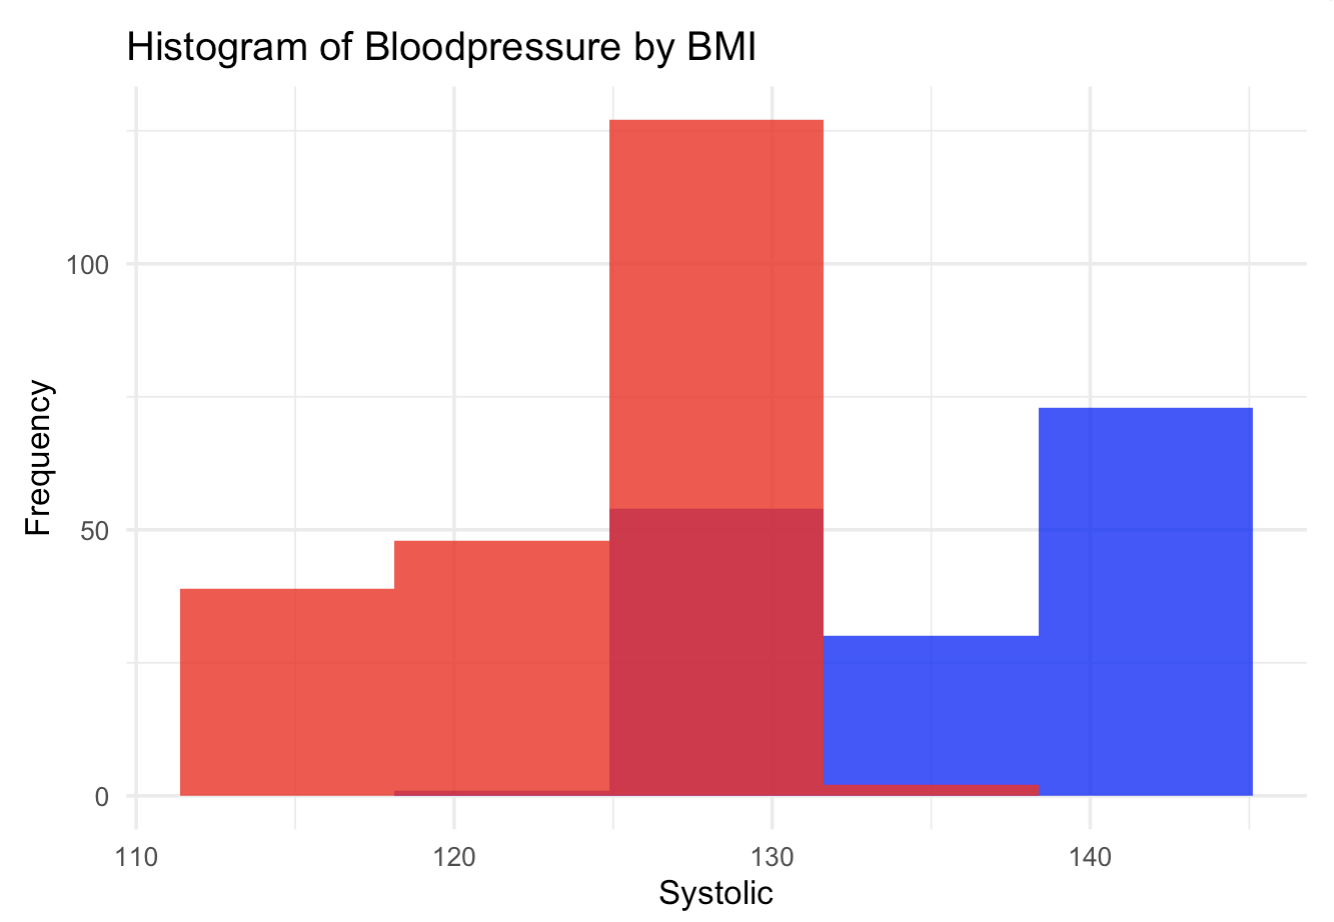 Histogram of Bloodpressure by BMI
Frequency
100
50
0
110 120 130 140
Systolic